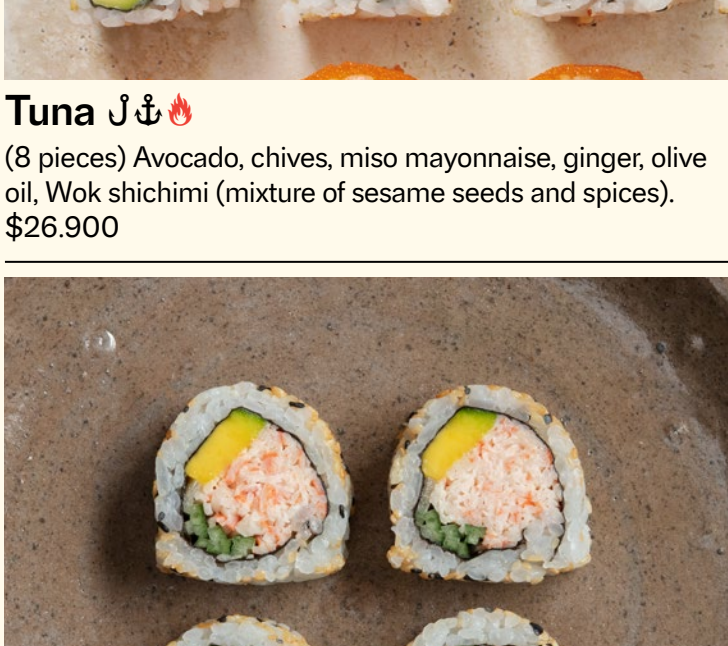 Tuna
(8 pieces) Avocado, chives, miso mayonnaise, ginger, olive
oil, Wok shichimi (mixture of sesame seeds and spices).
$26.900